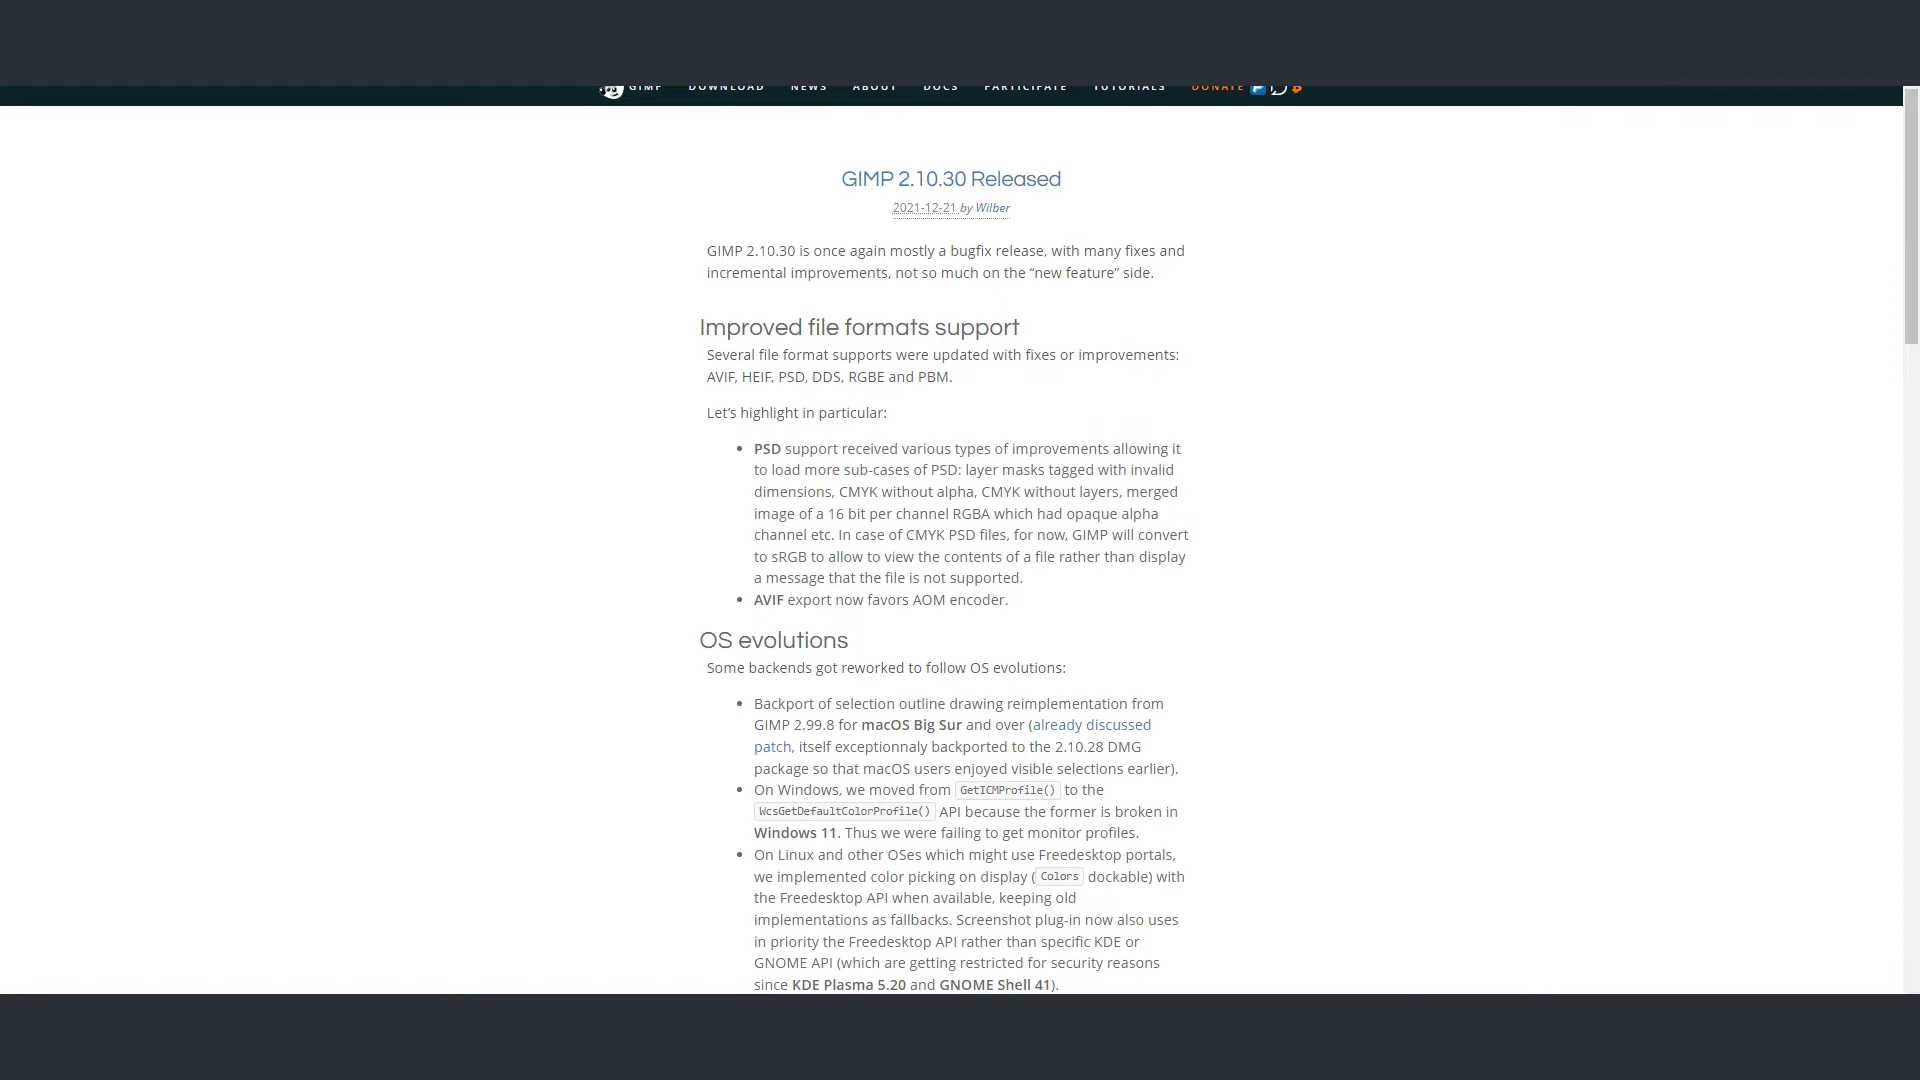 GIMP DOWNLOAD NEWS ABOUT DOCS PARTICIPATE TUTORIALS DONATE
GIMP 2.10.30 Released
2021-12-21 by Wilber
GIMP 2.10.30 is once again mostly a bugfix release, with many fixes and
incremental improvements, not so much on the “new feature” side.
Improved file formats support
Several file format supports were updated with fixes or improvements:
AVIF, HEIF, PSD, DDS, RGBE and PBM.
Let’s highlight in particular:
• PSD support received various types of improvements allowing it
to load more sub-cases of PSD: layer masks tagged with invalid
dimensions, CMYK without alpha, CMYK without layers, merged
image of a 16 bit per channel RGBA which had opaque alpha
channel etc. In case of CMYK PSD files, for now, GIMP will convert
to sRGB to allow to view the contents of a file rather than display
a message that the file is not supported.
• AVIF export now favors AOM encoder.
OS evolutions
Some backends got reworked to follow OS evolutions:
• Backport of selection outline drawing reimplementation from
GIMP 2.99.8 for macOS Big Sur and over (already discussed
patch, itself exceptionnaly backported to the 2.10.28 DMG
package so that macOS users enjoyed visible selections earlier).
• On Windows, we moved from GetICMProfile() to the
WcsGetDefaultColorProfile() API because the former is broken in
Windows 11. Thus we were failing to get monitor profiles.
• On Linux and other OSes which might use Freedesktop portals,
we implemented color picking on display (Colors dockable) with
the Freedesktop API when available, keeping old
implementations as fallbacks. Screenshot plug-in now also uses
in priority the Freedesktop API rather than specific KDE or
GNOME API (which are getting restricted for security reasons
since KDE Plasma 5.20 and GNOME Shell 41).